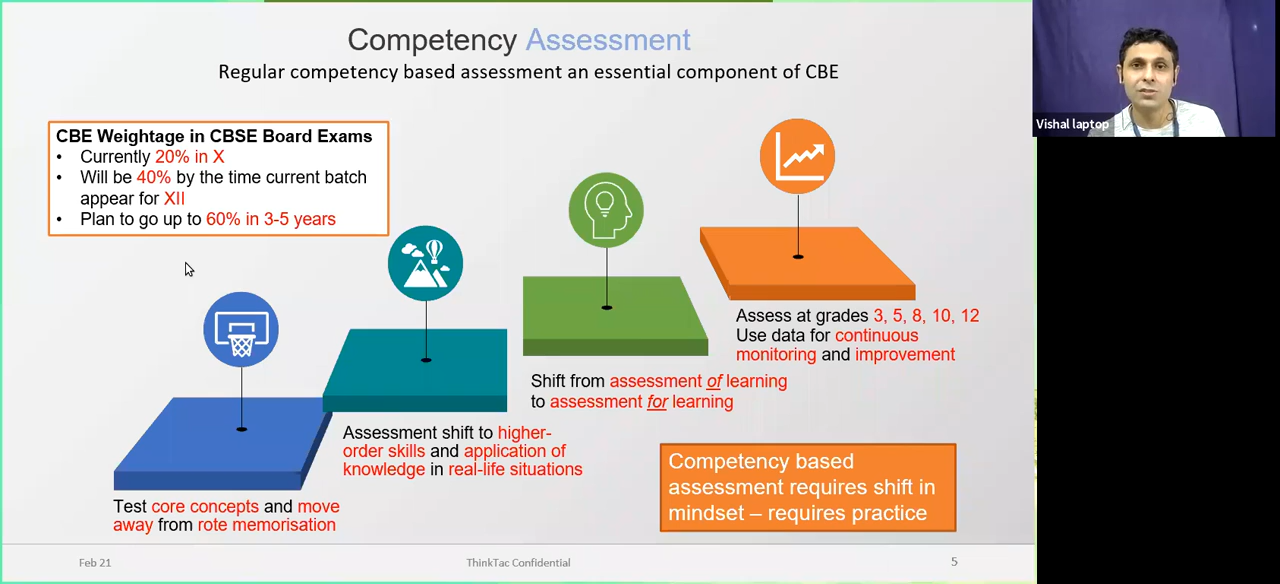 Competency Assessment
Regular competency based assessment an essential component of CBE
Vishal laptop
CBE Weightage in CBSE Board Exams
• Currently 20% in X
• Will be 40% by the time current batch
appear for XII
• Plan to go up to 60% in 3-5 years
Assess at grades 3, 5, 8, 10, 12
Use data for continuous
monitoring and improvement
Shift from assessment of learning
to assessment for learning
Assessment shift to higher-
order skills and application of
knowledge in real-life situations
Test core concepts and move
away from rote memorisation
Competency based
assessment requires shift in
mindset – requires practice
Feb 21
ThinkTac Confidential
5